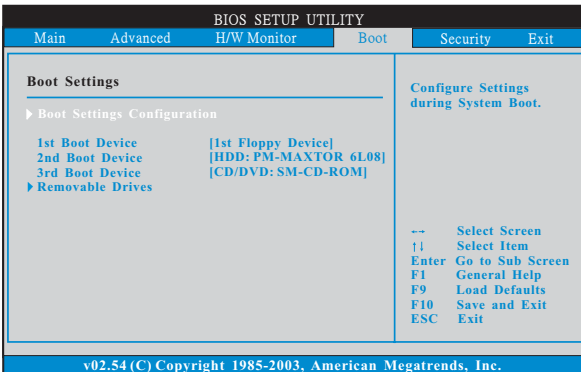 BIOS SETUP UTILITY
Main Advanced H/W Monitor Boot Security Exit
Boot Settings
Boot Settings Configuration
1st Boot Device [1st Floppy Device]
2nd Boot Device [HDD: PM-MAXTOR 6L08]
3rd Boot Device [CD/DVD: SM-CD-ROM]
Removable Drives
Configure Settings
during System Boot.
←→ Select Screen
↑↓ Select Item
Enter Go to Sub Screen
F1 General Help
F9 Load Defaults
F10 Save and Exit
ESC Exit
v02.54 (C) Copyright 1985-2003, American Megatrends, Inc.